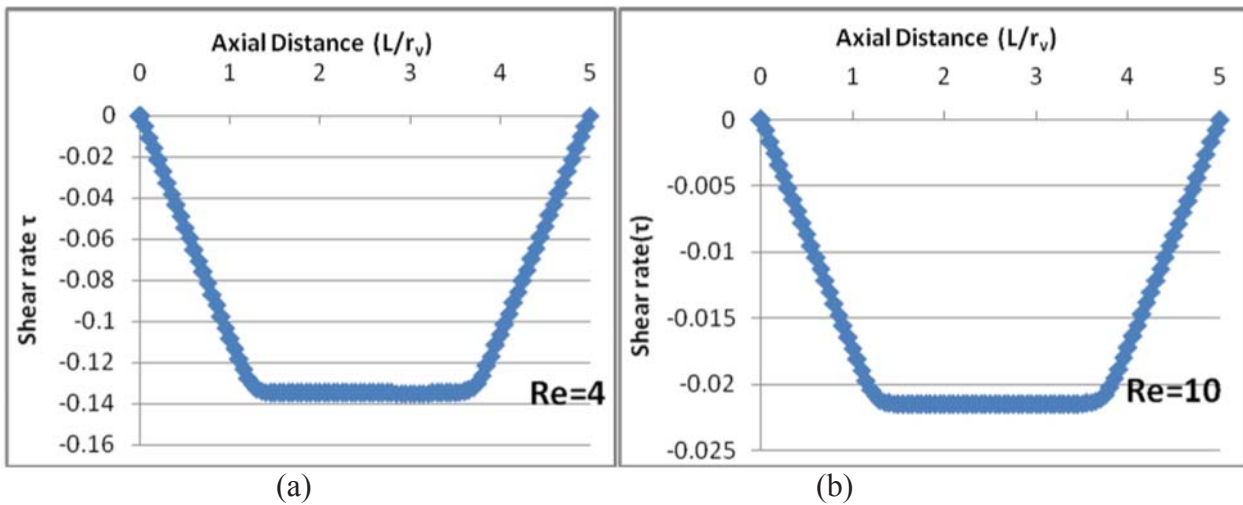 Axial Distance (L/rᵥ)
0 1 2 3 4 5
0
-0.02
-0.04
-0.06
-0.08
-0.1
-0.12
-0.14
-0.16
Shear rate τ
Re=4
(a)
Axial Distance (L/rᵥ)
0 1 2 3 4 5
0
-0.005
-0.01
-0.015
-0.02
-0.025
Shear rate(τ)
Re=10
(b)